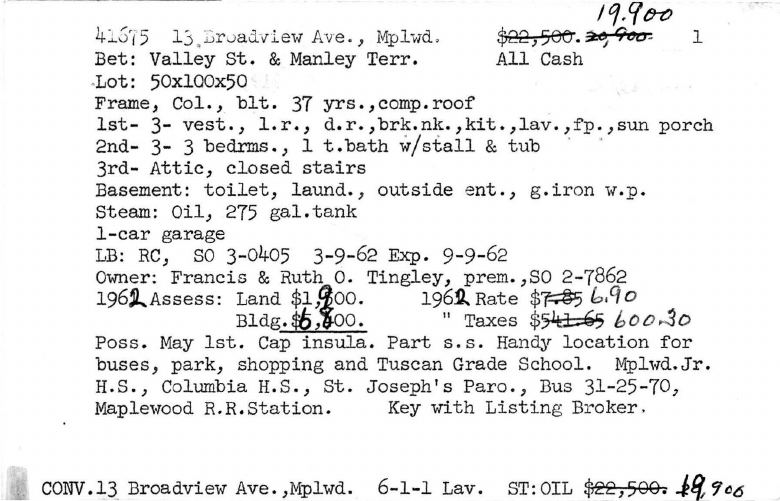 19.900
41675 13 Broadview Ave., Mplwd. $22,500. 20,900. 1
Bet: Valley St. & Manley Terr. All Cash
Lot: 50x100x50
Frame, Col., blt. 37 yrs.,comp.roof
1st- 3- vest., l.r., d.r.,brk.nk.,kit.,lav.,fp.,sun porch
2nd- 3- 3 bedrms., 1 t.bath w/stall & tub
3rd- Attic, closed stairs
Basement: toilet, laund., outside ent., g.iron w.p.
Steam: Oil, 275 gal.tank
1-car garage
LB: RC, SO 3-0405 3-9-62 Exp. 9-9-62
Owner: Francis & Ruth O. Tingley, prem.,SO 2-7862
1962 Assess: Land $1,900. 1962 Rate $7.85 6.90
Bldg.$6,800. " Taxes $541.65 600.30
Poss. May 1st. Cap insula. Part s.s. Handy location for
buses, park, shopping and Tuscan Grade School. Mplwd.Jr.
H.S., Columbia H.S., St. Joseph's Paro., Bus 31-25-70,
Maplewood R.R.Station. Key with Listing Broker.
CONV.13 Broadview Ave.,Mplwd. 6-1-1 Lav. ST:OIL $22,500. $19,900